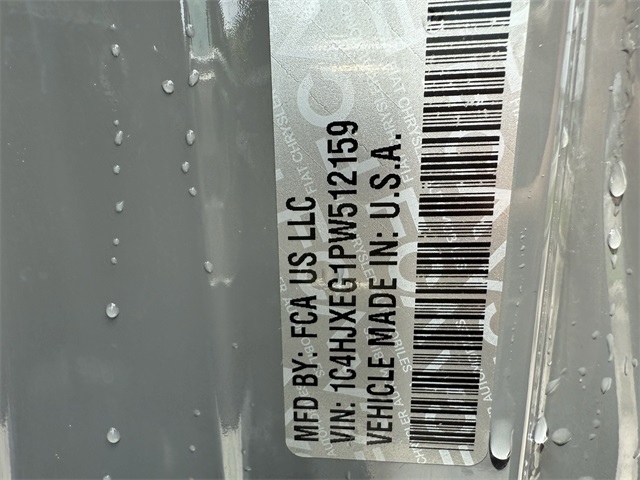 MFD BY: FCA US LLC
VIN: 1C4HJXEG1PW512159
VEHICLE MADE IN: U.S.A.